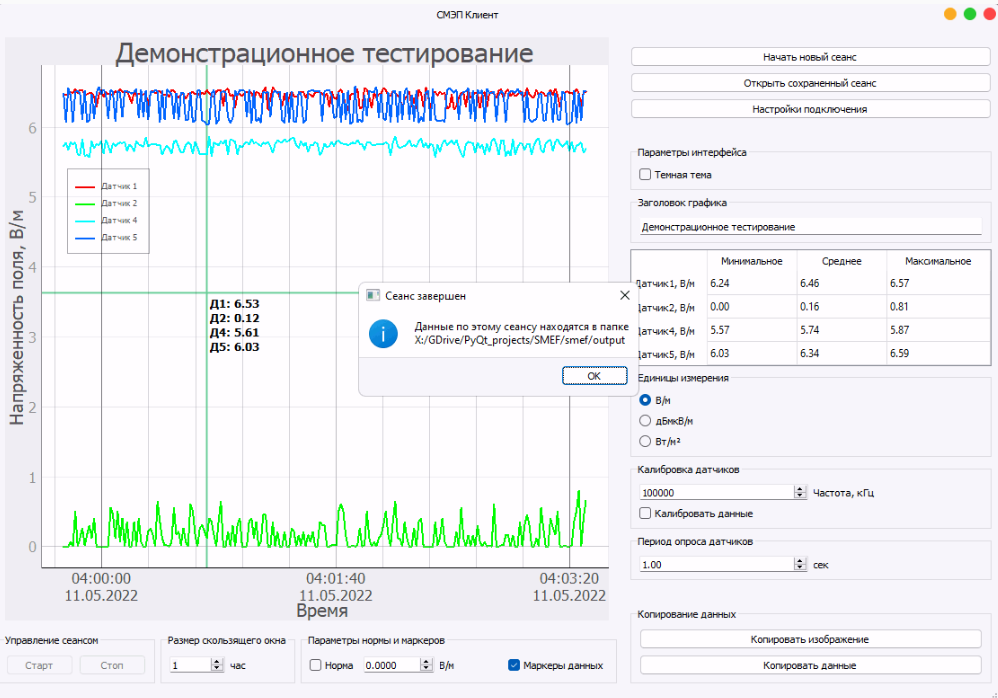 СМЭП Клиент
Демонстрационное тестирование
Напряженность поля, В/м
6
5
4
3
2
1
0
Датчик 1
Датчик 2
Датчик 4
Датчик 5
Д1: 6.53
Д2: 0.12
Д4: 5.61
Д5: 6.03
04:00:00 04:01:40 04:03:20
11.05.2022 11.05.2022 11.05.2022
Время
Сеанс завершен
Данные по этому сеансу находятся в папке
X:/GDrive/PyQt_projects/SMEF/smef/output
OK
Начать новый сеанс
Открыть сохраненный сеанс
Настройки подключения
Параметры интерфейса
Темная тема
Заголовок графика
Демонстрационное тестирование
Минимальное Среднее Максимальное
Датчик1, В/м 6.24 6.46 6.57
Датчик2, В/м 0.00 0.16 0.81
Датчик4, В/м 5.57 5.74 5.87
Датчик5, В/м 6.03 6.34 6.59
Единицы измерения
В/м
дБмкВ/м
Вт/м²
Калибровка датчиков
100000 Частота, кГц
Калибровать данные
Период опроса датчиков
1.00 сек
Копирование данных
Копировать изображение
Копировать данные
Управление сеансом
Старт Стоп
Размер скользящего окна
1 час
Параметры нормы и маркеров
Норма 0.0000 В/м Маркеры данных